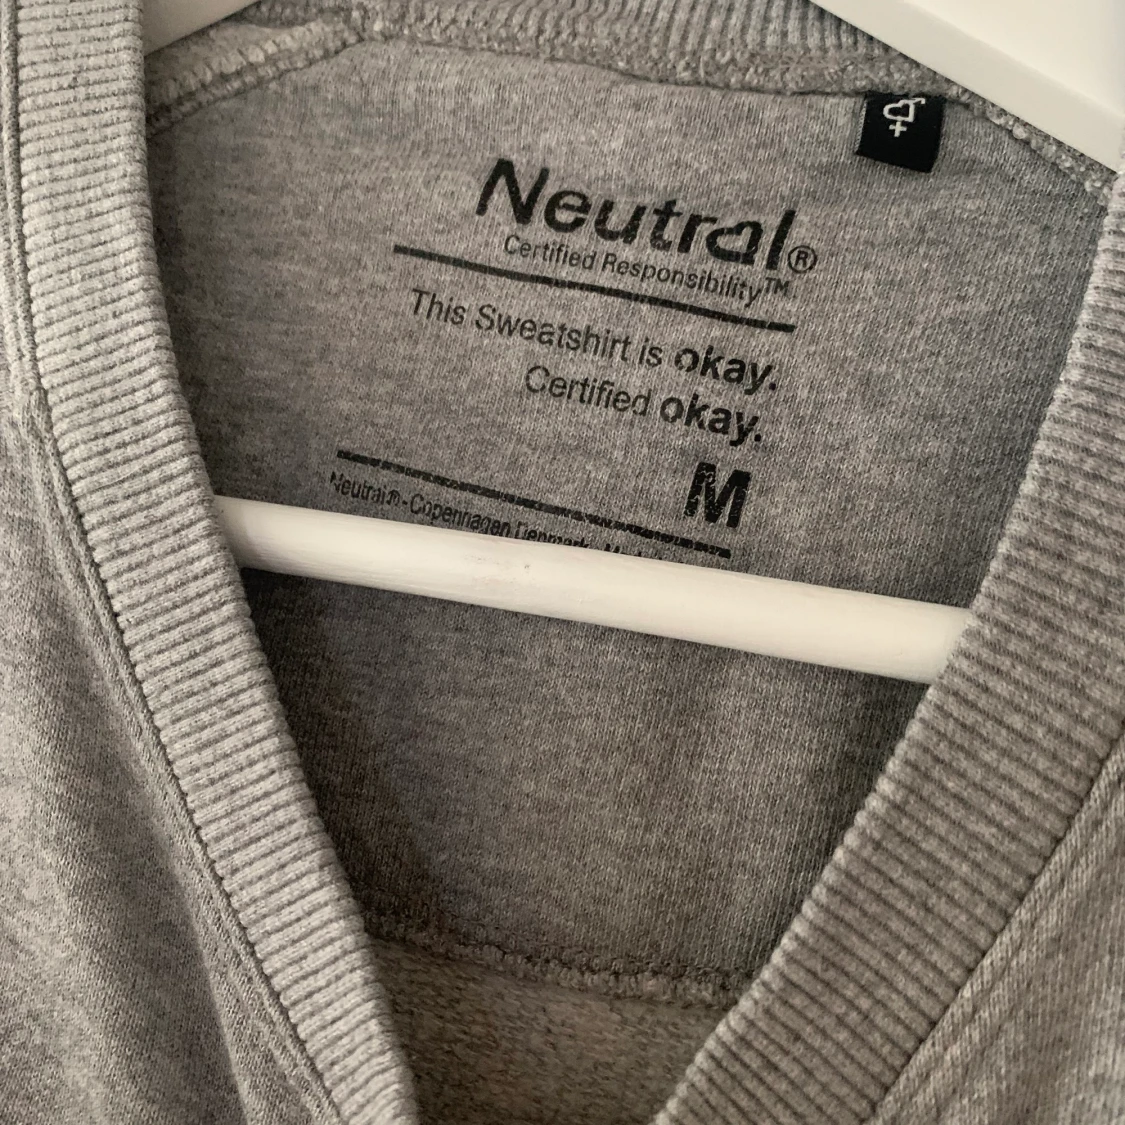 Neutral®
Certified Responsibility™
This Sweatshirt is okay.
Certified okay.
M
Neutral® - Copenhagen Denmark